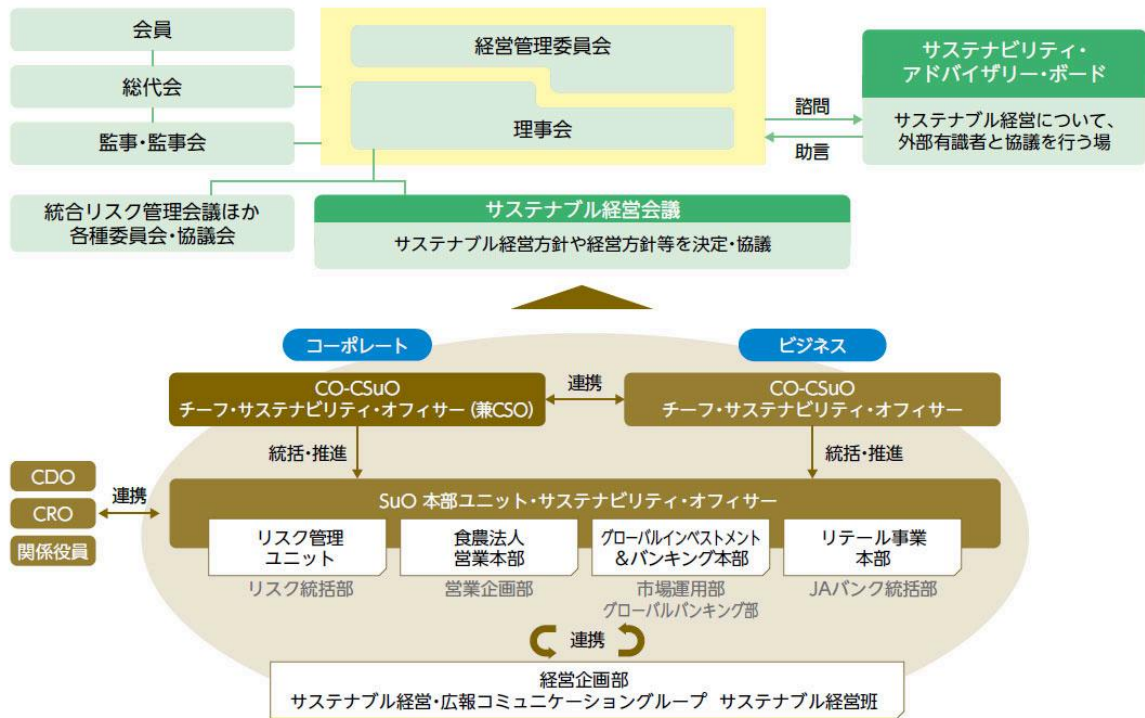 会員
総代会
監事・監事会
経営管理委員会
理事会
諮問
助言
サステナビリティ・
アドバイザリー・ボード
サステナブル経営について、
外部有識者と協議を行う場
統合リスク管理会議ほか
各種委員会・協議会
サステナブル経営会議
サステナブル経営方針や経営方針等を決定・協議
コーポレート
ビジネス
CO-CSuO
チーフ・サステナビリティ・オフィサー（兼CSO）
連携
CO-CSuO
チーフ・サステナビリティ・オフィサー
統括・推進
統括・推進
CDO
CRO
関係役員
連携
SuO 本部ユニット・サステナビリティ・オフィサー
リスク管理
ユニット
リスク統括部
食農法人
営業本部
営業企画部
グローバルインベストメント
&バンキング本部
市場運用部
グローバルバンキング部
リテール事業
本部
JAバンク統括部
連携
経営企画部
サステナブル経営・広報コミュニケーショングループ サステナブル経営班